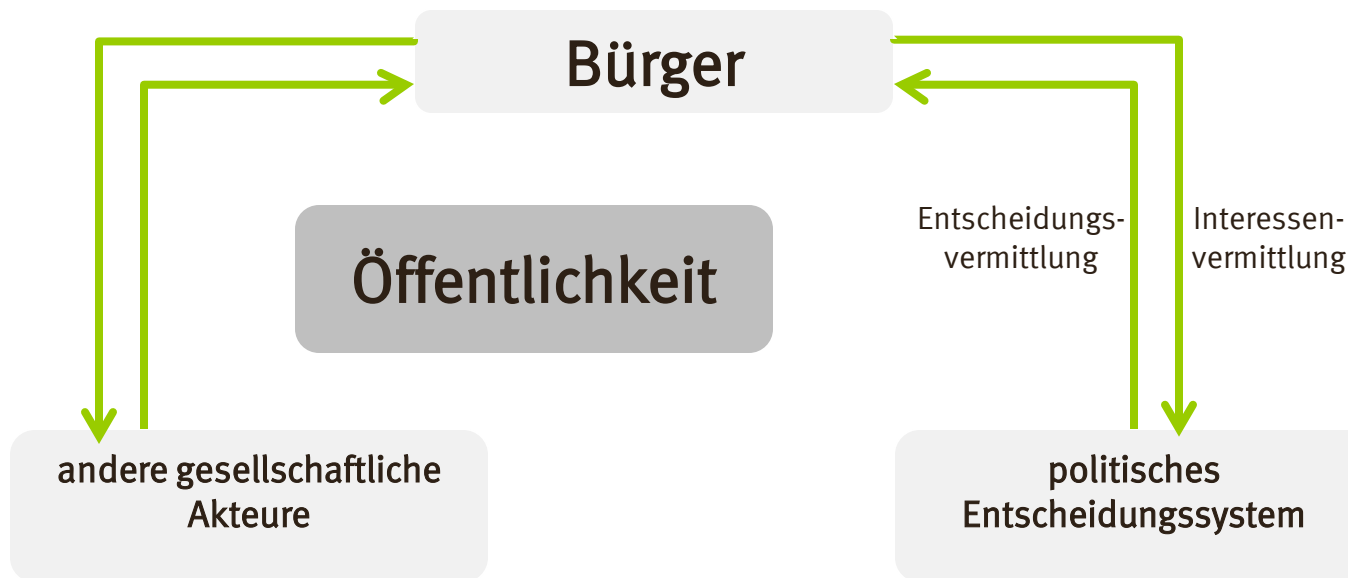 Bürger
Entscheidungs-
vermittlung
Interessen-
vermittlung
Öffentlichkeit
andere gesellschaftliche
Akteure
politisches
Entscheidungssystem